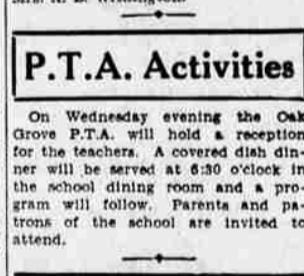 P.T.A. Activities
On Wednesday evening the Oak
Grove P.T.A. will hold a reception
for the teachers. A covered dish din-
ner will be served at 6:30 o'clock in
the school dining room and a pro-
gram will follow. Parents and pa-
trons of the school are invited to
attend.